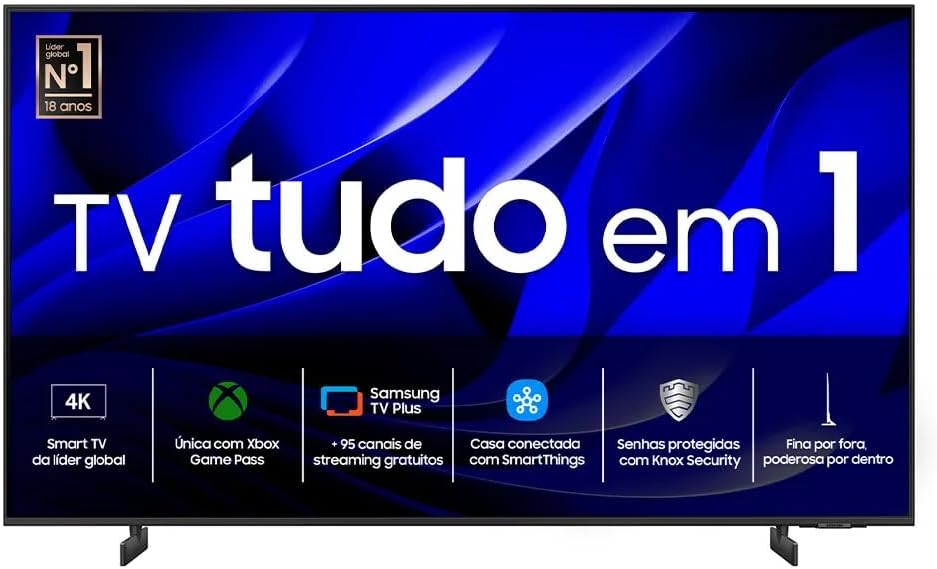 Líder
global
Nº1
18 anos
TV tudo em 1
4K
Smart TV
da líder global
Única com Xbox
Game Pass
Samsung
TV Plus
+ 95 canais de
streaming gratuitos
Casa conectada
com SmartThings
Senhas protegidas
com Knox Security
Fina por fora,
poderosa por dentro